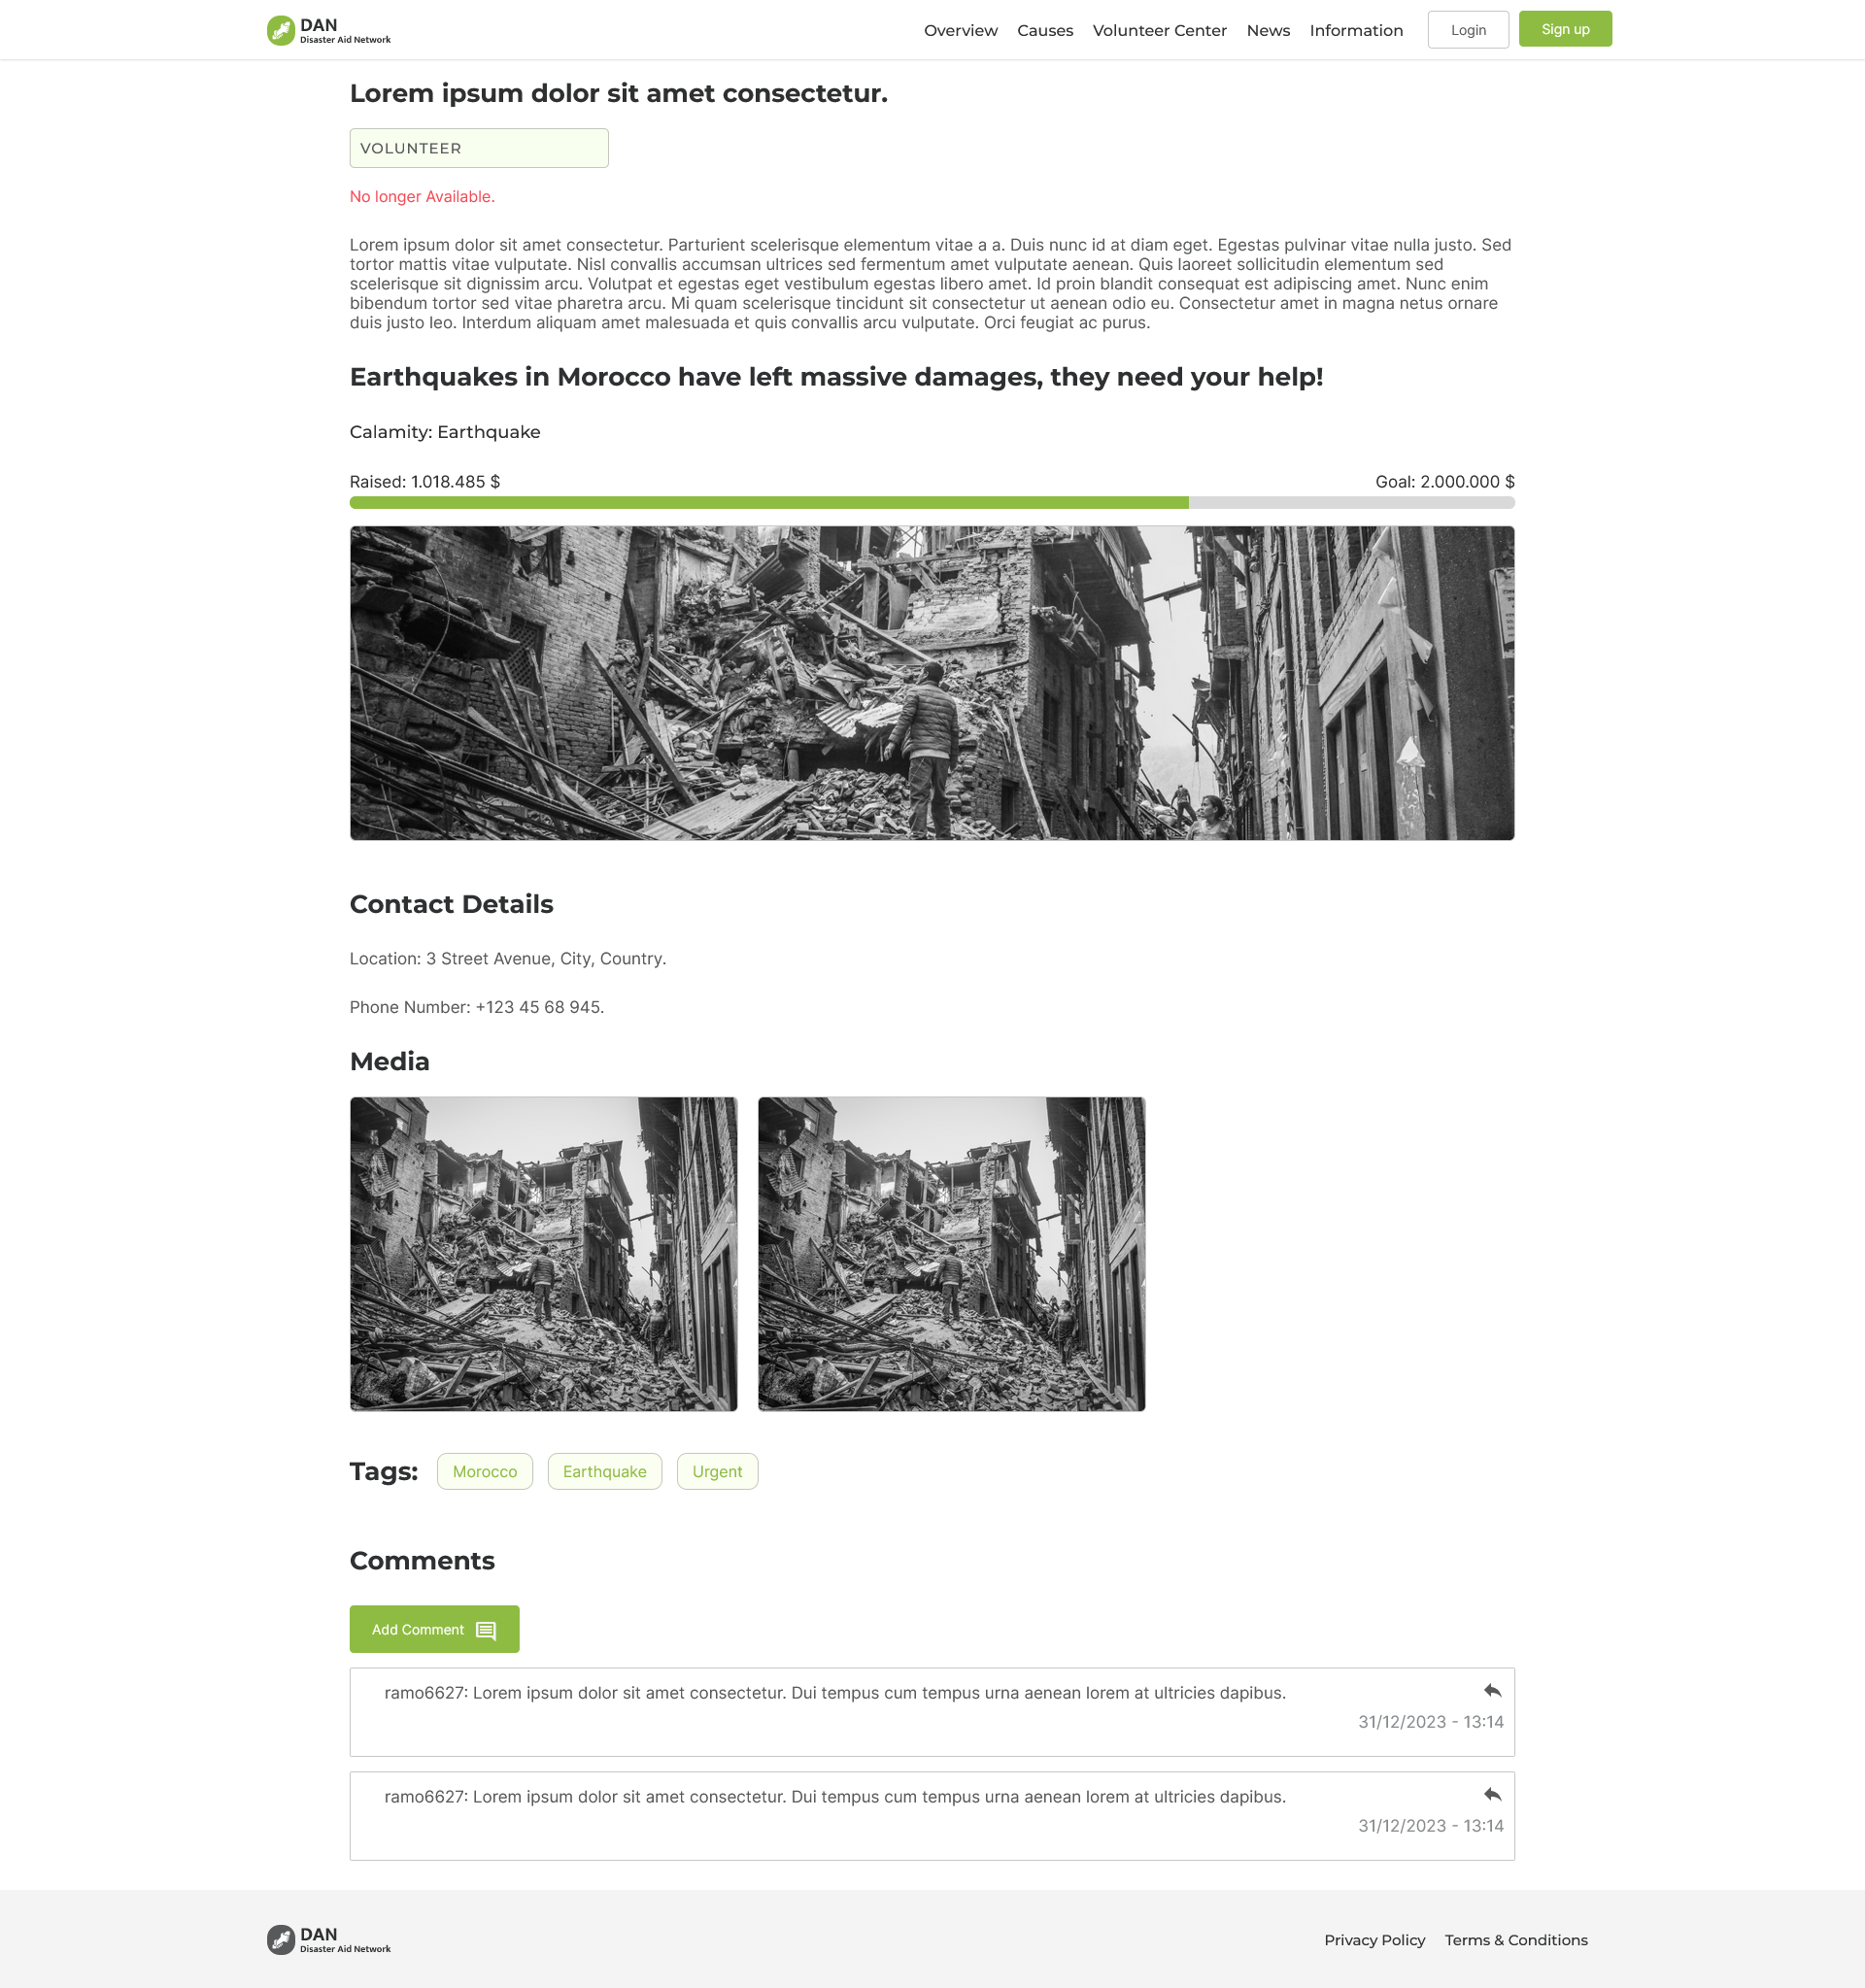 DAN
Disaster Aid Network
Overview Causes Volunteer Center News Information Login Sign up
Lorem ipsum dolor sit amet consectetur.
VOLUNTEER
No longer Available.
Lorem ipsum dolor sit amet consectetur. Parturient scelerisque elementum vitae a a. Duis nunc id at diam eget. Egestas pulvinar vitae nulla justo. Sed
tortor mattis vitae vulputate. Nisl convallis accumsan ultrices sed fermentum amet vulputate aenean. Quis laoreet sollicitudin elementum sed
scelerisque sit dignissim arcu. Volutpat et egestas eget vestibulum egestas libero amet. Id proin blandit consequat est adipiscing amet. Nunc enim
bibendum tortor sed vitae pharetra arcu. Mi quam scelerisque tincidunt sit consectetur ut aenean odio eu. Consectetur amet in magna netus ornare
duis justo leo. Interdum aliquam amet malesuada et quis convallis arcu vulputate. Orci feugiat ac purus.
Earthquakes in Morocco have left massive damages, they need your help!
Calamity: Earthquake
Raised: 1.018.485 $ Goal: 2.000.000 $
Contact Details
Location: 3 Street Avenue, City, Country.
Phone Number: +123 45 68 945.
Media
Tags: Morocco Earthquake Urgent
Comments
Add Comment
ramo6627: Lorem ipsum dolor sit amet consectetur. Dui tempus cum tempus urna aenean lorem at ultricies dapibus.
31/12/2023 - 13:14
ramo6627: Lorem ipsum dolor sit amet consectetur. Dui tempus cum tempus urna aenean lorem at ultricies dapibus.
31/12/2023 - 13:14
DAN
Disaster Aid Network
Privacy Policy Terms & Conditions